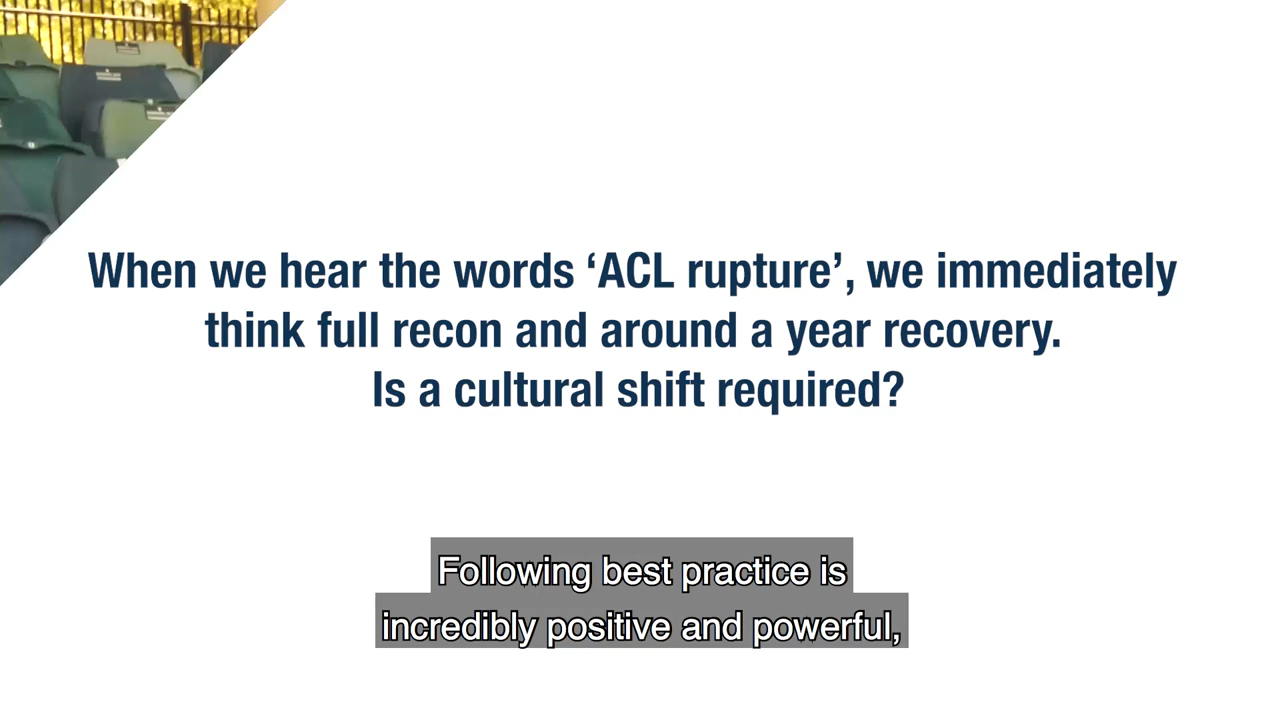 When we hear the words ‘ACL rupture’, we immediately
think full recon and around a year recovery.
Is a cultural shift required?
Following best practice is
incredibly positive and powerful,